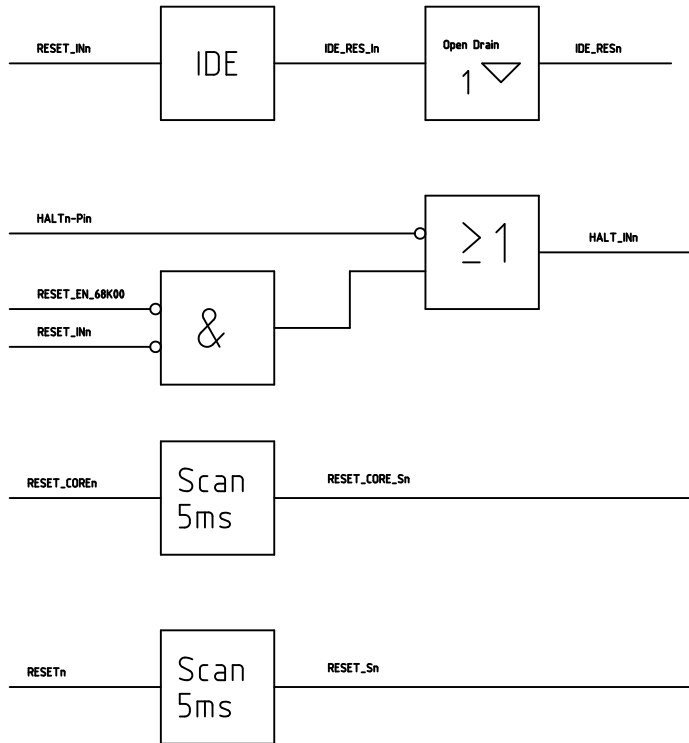 RESET_INn
IDE
IDE_RES_In
Open Drain
1
IDE_RESn
HALTn-Pin
≥1
HALT_INn
RESET_EN_68K00
RESET_INn
&
RESET_COREn
Scan
5ms
RESET_CORE_Sn
RESETn
Scan
5ms
RESET_Sn